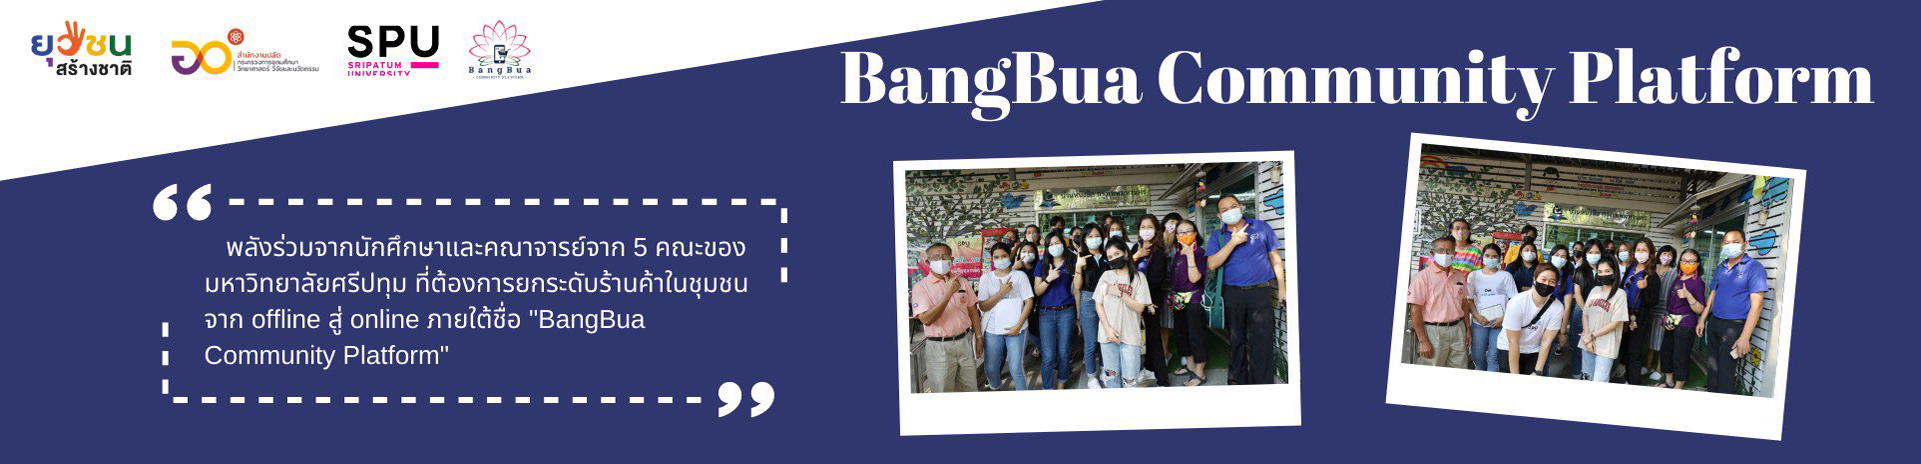 ยุวชน
สร้างชาติ
สำนักงานปลัด
กระทรวงการอุดมศึกษา
วิทยาศาสตร์ วิจัยและนวัตกรรม
SPU
SRIPATUM
UNIVERSITY
BangBua
COMMUNITY PLATFORM
BangBua Community Platform
พลังร่วมจากนักศึกษาและคณาจารย์จาก 5 คณะของ
มหาวิทยาลัยศรีปทุม ที่ต้องการยกระดับร้านค้าในชุมชน
จาก offline สู่ online ภายใต้ชื่อ "BangBua
Community Platform"
SPU